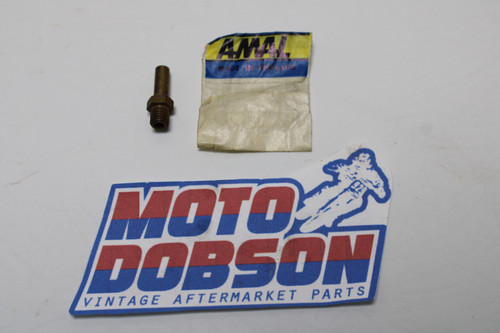 AMAL
MOTO
DOBSON
VINTAGE AFTERMARKET PARTS